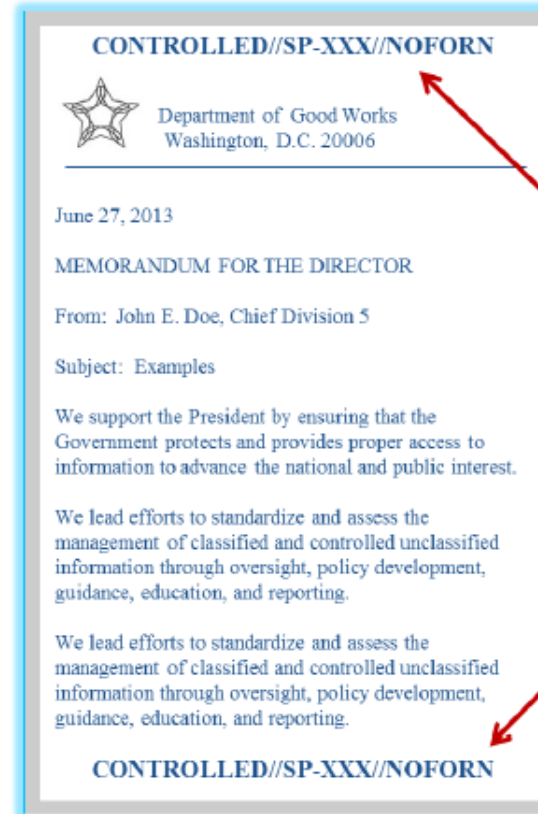 CONTROLLED//SP-XXX//NOFORN
Department of Good Works
Washington, D.C. 20006
June 27, 2013
MEMORANDUM FOR THE DIRECTOR
From: John E. Doe, Chief Division 5
Subject: Examples
We support the President by ensuring that the
Government protects and provides proper access to
information to advance the national and public interest.
We lead efforts to standardize and assess the
management of classified and controlled unclassified
information through oversight, policy development,
guidance, education, and reporting.
We lead efforts to standardize and assess the
management of classified and controlled unclassified
information through oversight, policy development,
guidance, education, and reporting.
CONTROLLED//SP-XXX//NOFORN